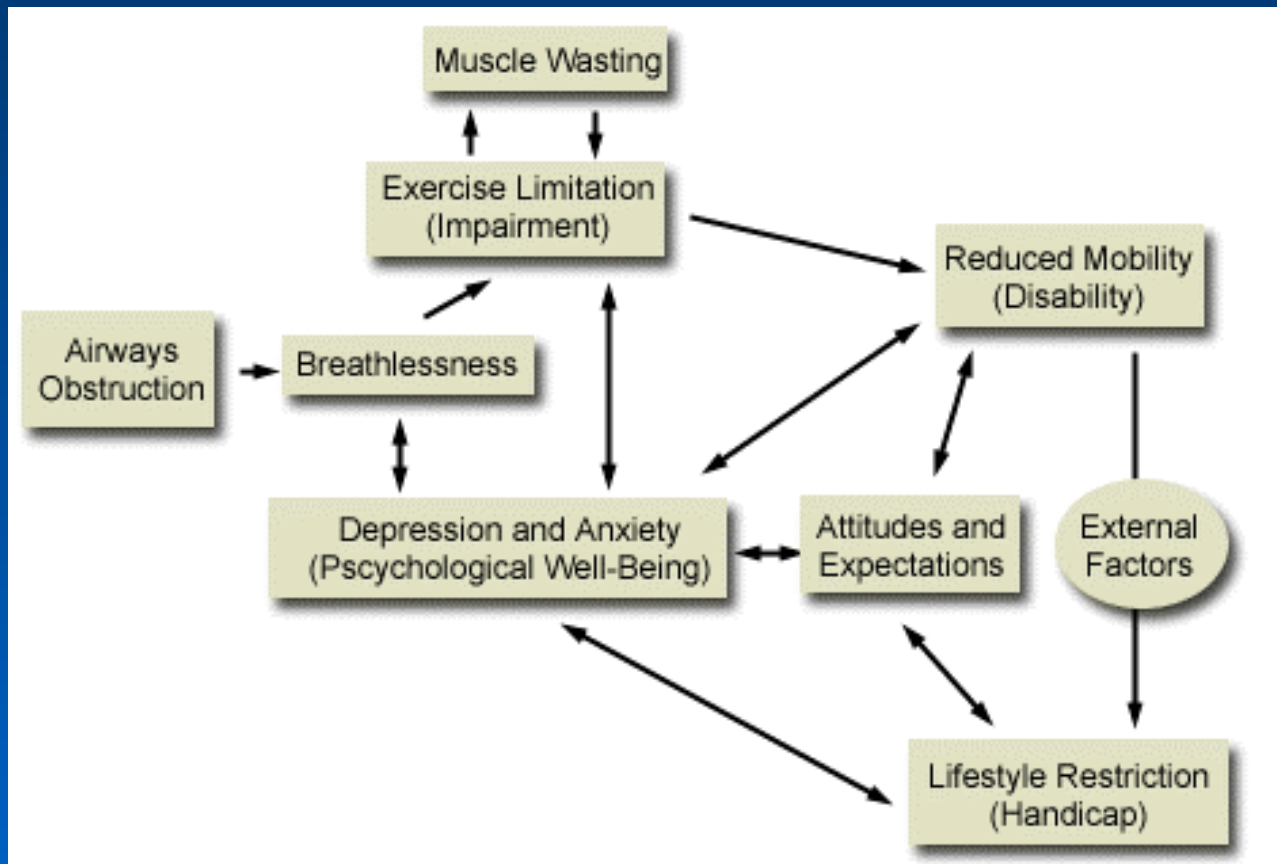 Muscle Wasting
Exercise Limitation
(Impairment)
Reduced Mobility
(Disability)
Airways
Obstruction
Breathlessness
Depression and Anxiety
(Pscychological Well-Being)
Attitudes and
Expectations
External
Factors
Lifestyle Restriction
(Handicap)